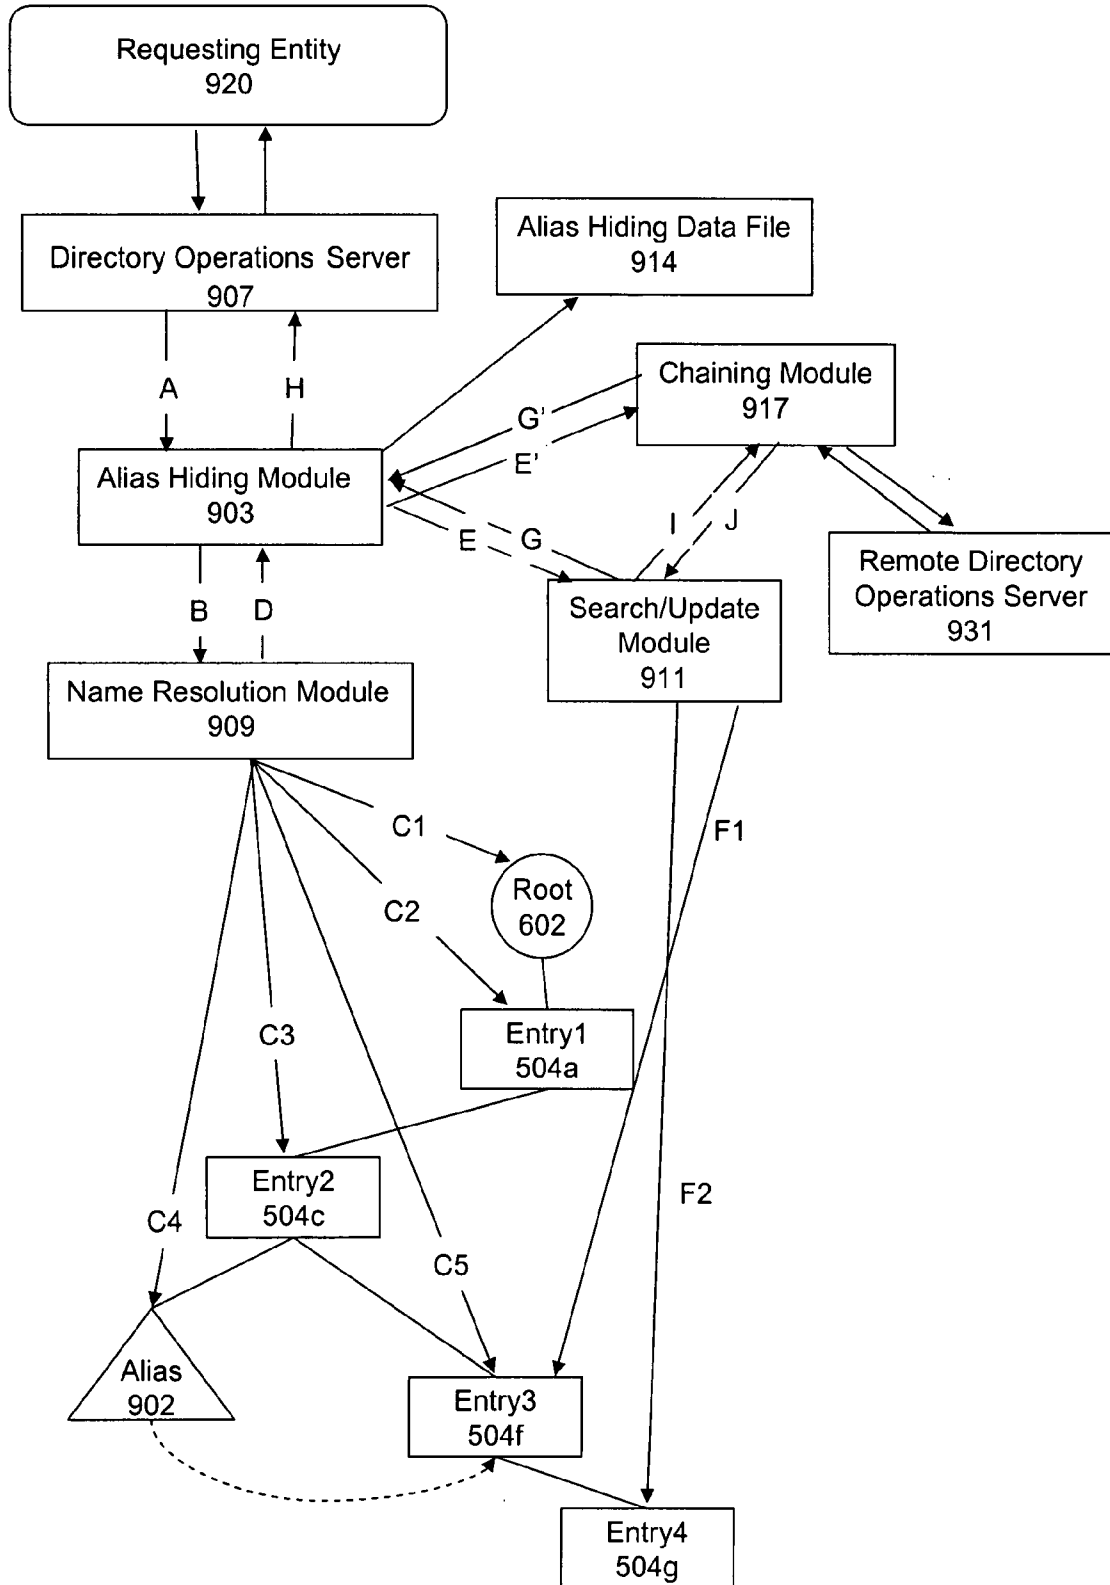 Requesting Entity
920
Directory Operations Server
907
Alias Hiding Data File
914
Chaining Module
917
A
H
G'
E'
Alias Hiding Module
903
E
G
I
J
Remote Directory
Operations Server
931
B
D
Search/Update
Module
911
Name Resolution Module
909
C1
F1
C2
Root
602
C3
Entry1
504a
Entry2
504c
F2
C4
C5
Alias
902
Entry3
504f
Entry4
504g